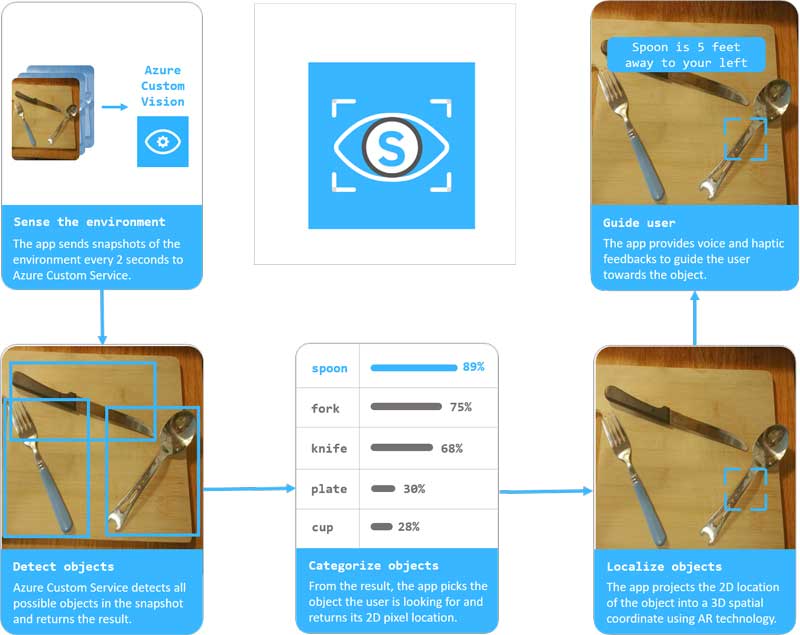 Azure
Custom
Vision
Sense the environment
The app sends snapshots of the
environment every 2 seconds to
Azure Custom Service.
S
Spoon is 5 feet
away to your left
Guide user
The app provides voice and haptic
feedbacks to guide the user
towards the object.
Detect objects
Azure Custom Service detects all
possible objects in the snapshot
and returns the result.
spoon 89%
fork 75%
knife 68%
plate 30%
cup 28%
Categorize objects
From the result, the app picks the
object the user is looking for and
returns its 2D pixel location.
Localize objects
The app projects the 2D location
of the object into a 3D spatial
coordinate using AR technology.